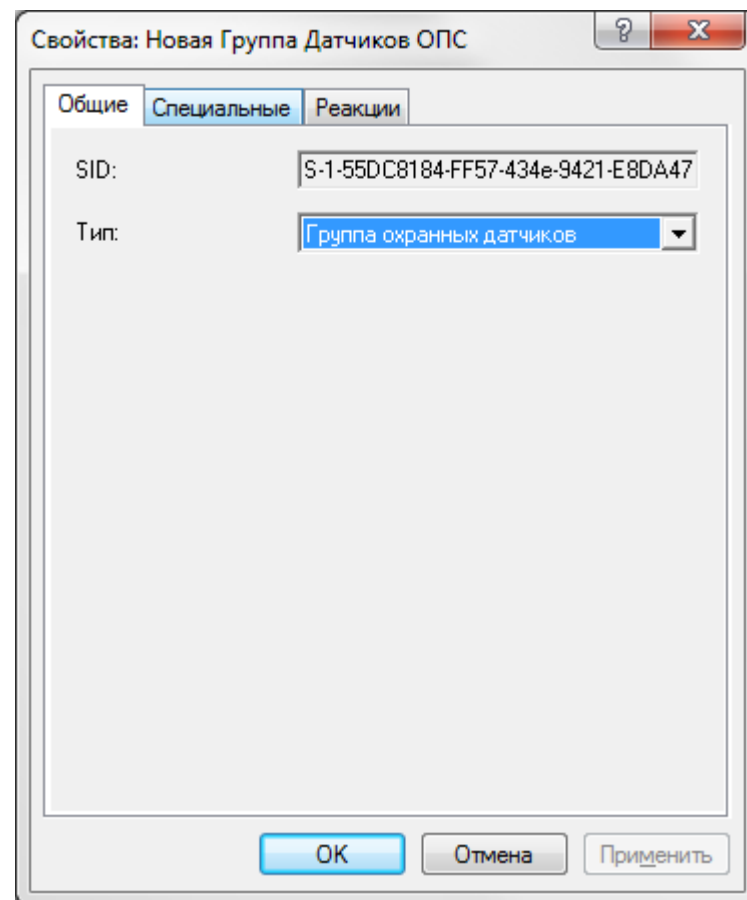 Свойства: Новая Группа Датчиков ОПС
Общие Специальные Реакции
SID: S-1-55DC8184-FF57-434e-9421-E8DA47
Тип: Группа охранных датчиков
OK Отмена Применить